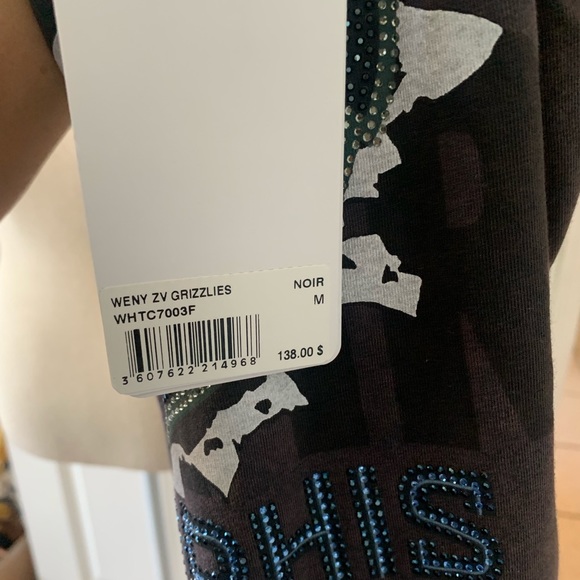 WENY ZV GRIZZLIES NOIR
WHTC7003F M
3 607622 214968 138.00 $
PHIS